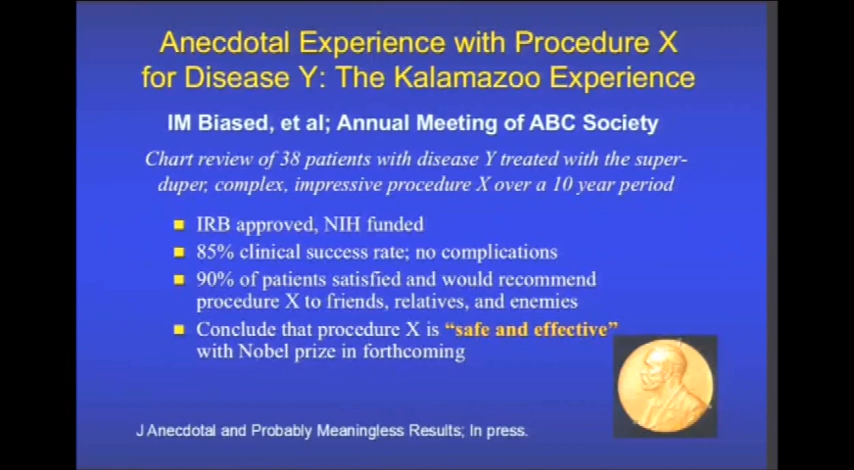 Anecdotal Experience with Procedure X
for Disease Y: The Kalamazoo Experience
IM Biased, et al; Annual Meeting of ABC Society
Chart review of 38 patients with disease Y treated with the super-
duper, complex, impressive procedure X over a 10 year period
IRB approved, NIH funded
85% clinical success rate; no complications
90% of patients satisfied and would recommend
procedure X to friends, relatives, and enemies
Conclude that procedure X is “safe and effective”
with Nobel prize in forthcoming
J Anecdotal and Probably Meaningless Results; In press.